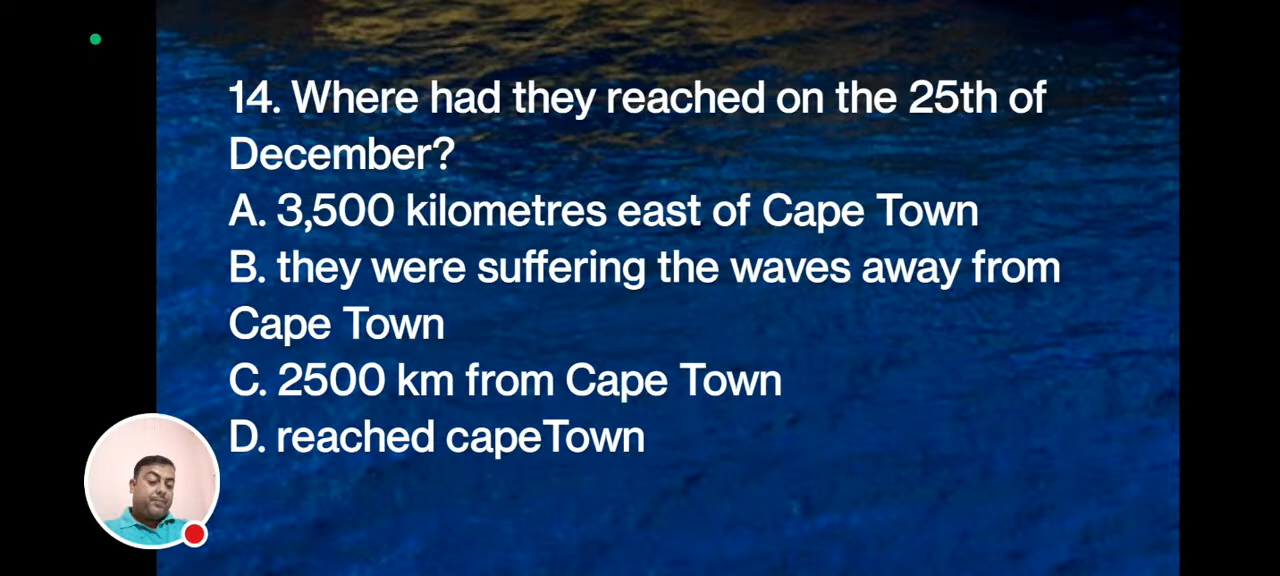 14. Where had they reached on the 25th of
December?
A. 3,500 kilometres east of Cape Town
B. they were suffering the waves away from
Cape Town
C. 2500 km from Cape Town
D. reached capeTown